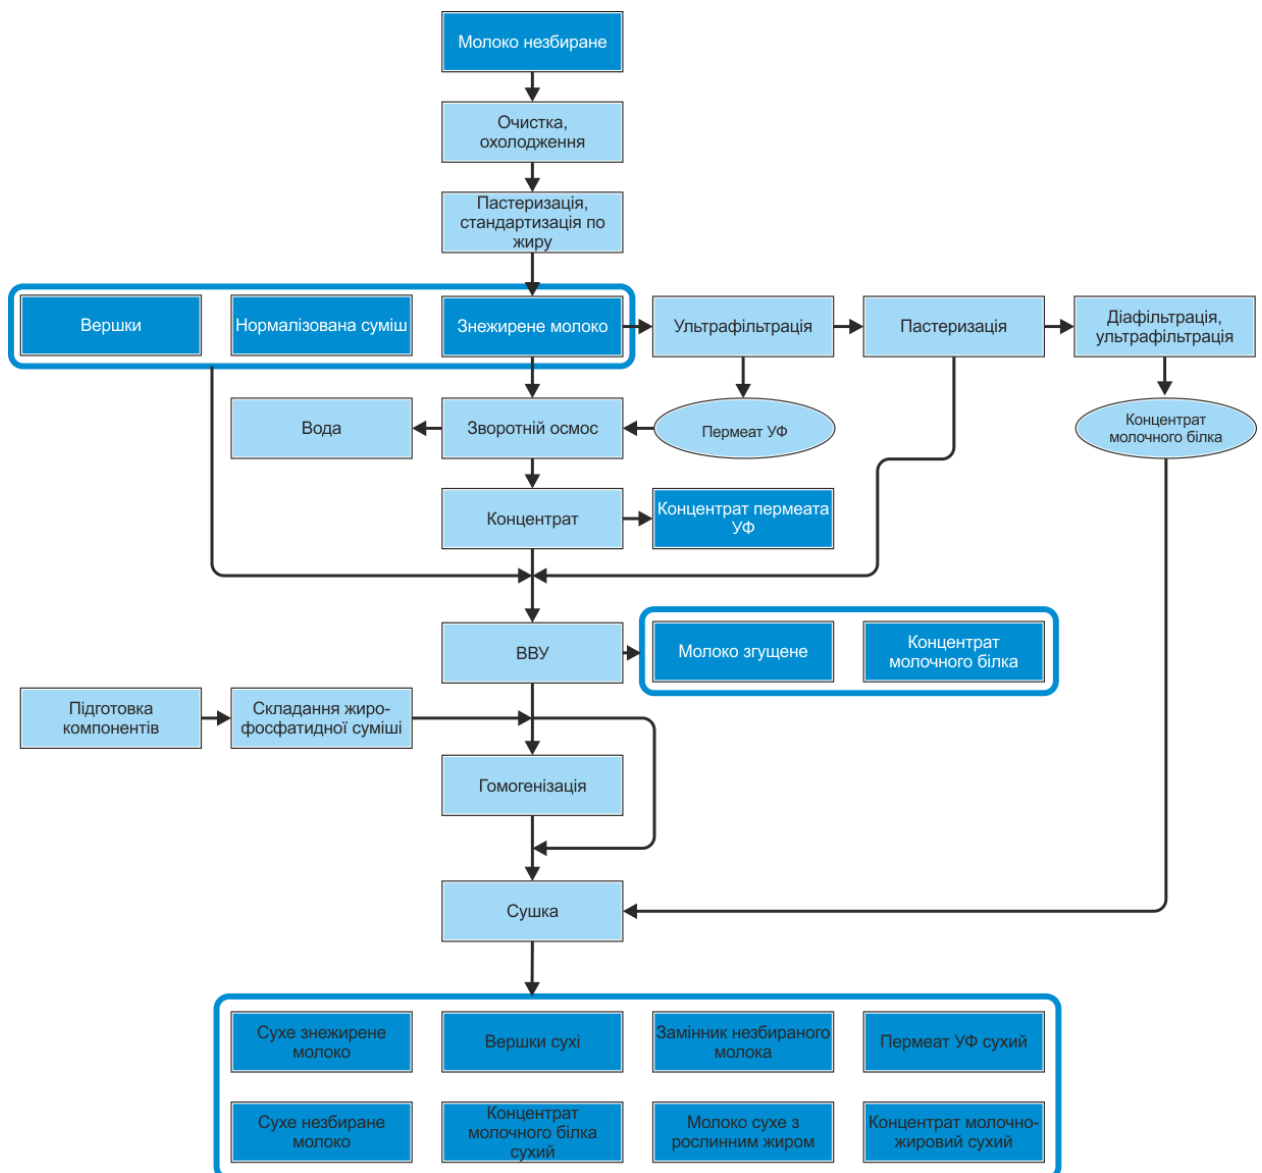 Молоко незбиране
Очистка,
охолодження
Пастеризація,
стандартизація по
жиру
Вершки
Нормалізована суміш
Знежирене молоко
Ультрафільтрація
Пастеризація
Діафільтрація,
ультрафільтрація
Вода
Зворотній осмос
Пермеат УФ
Концентрат
молочного білка
Концентрат
Концентрат пермеата
УФ
ВВУ
Молоко згущене
Концентрат
молочного білка
Підготовка
компонентів
Складання жиро-
фосфатидної суміші
Гомогенізація
Сушка
Сухе знежирене
молоко
Вершки сухі
Замінник незбираного
молока
Пермеат УФ сухий
Сухе незбиране
молоко
Концентрат
молочного білка
сухий
Молоко сухе з
рослинним жиром
Концентрат молочно-
жировий сухий